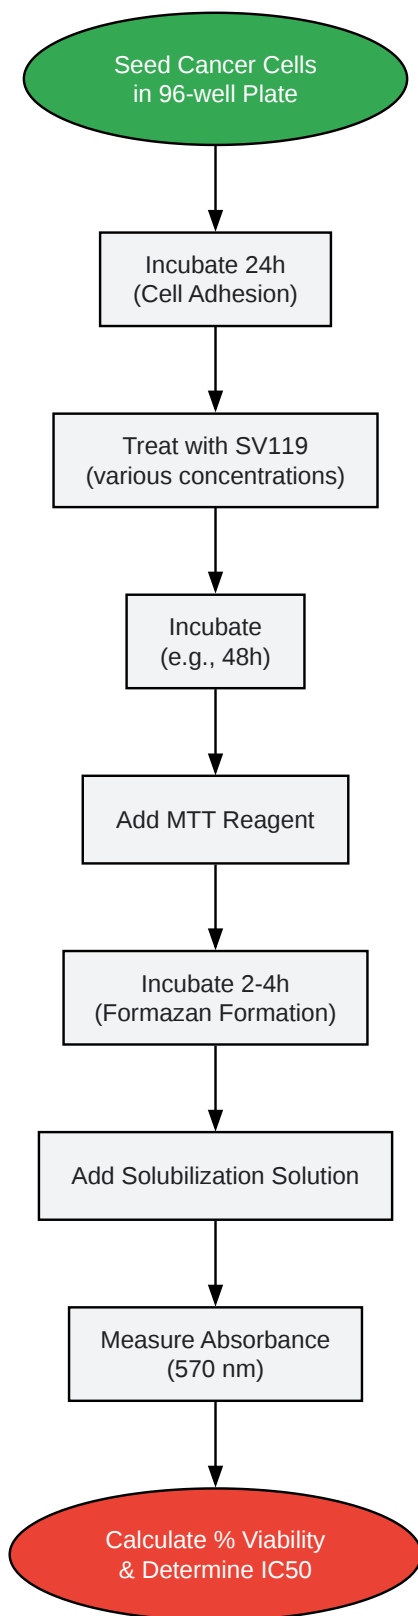 Seed Cancer Cells
in 96-well Plate
Incubate 24h
(Cell Adhesion)
Treat with SV119
(various concentrations)
Incubate
(e.g., 48h)
Add MTT Reagent
Incubate 2-4h
(Formazan Formation)
Add Solubilization Solution
Measure Absorbance
(570 nm)
Calculate % Viability
& Determine IC50